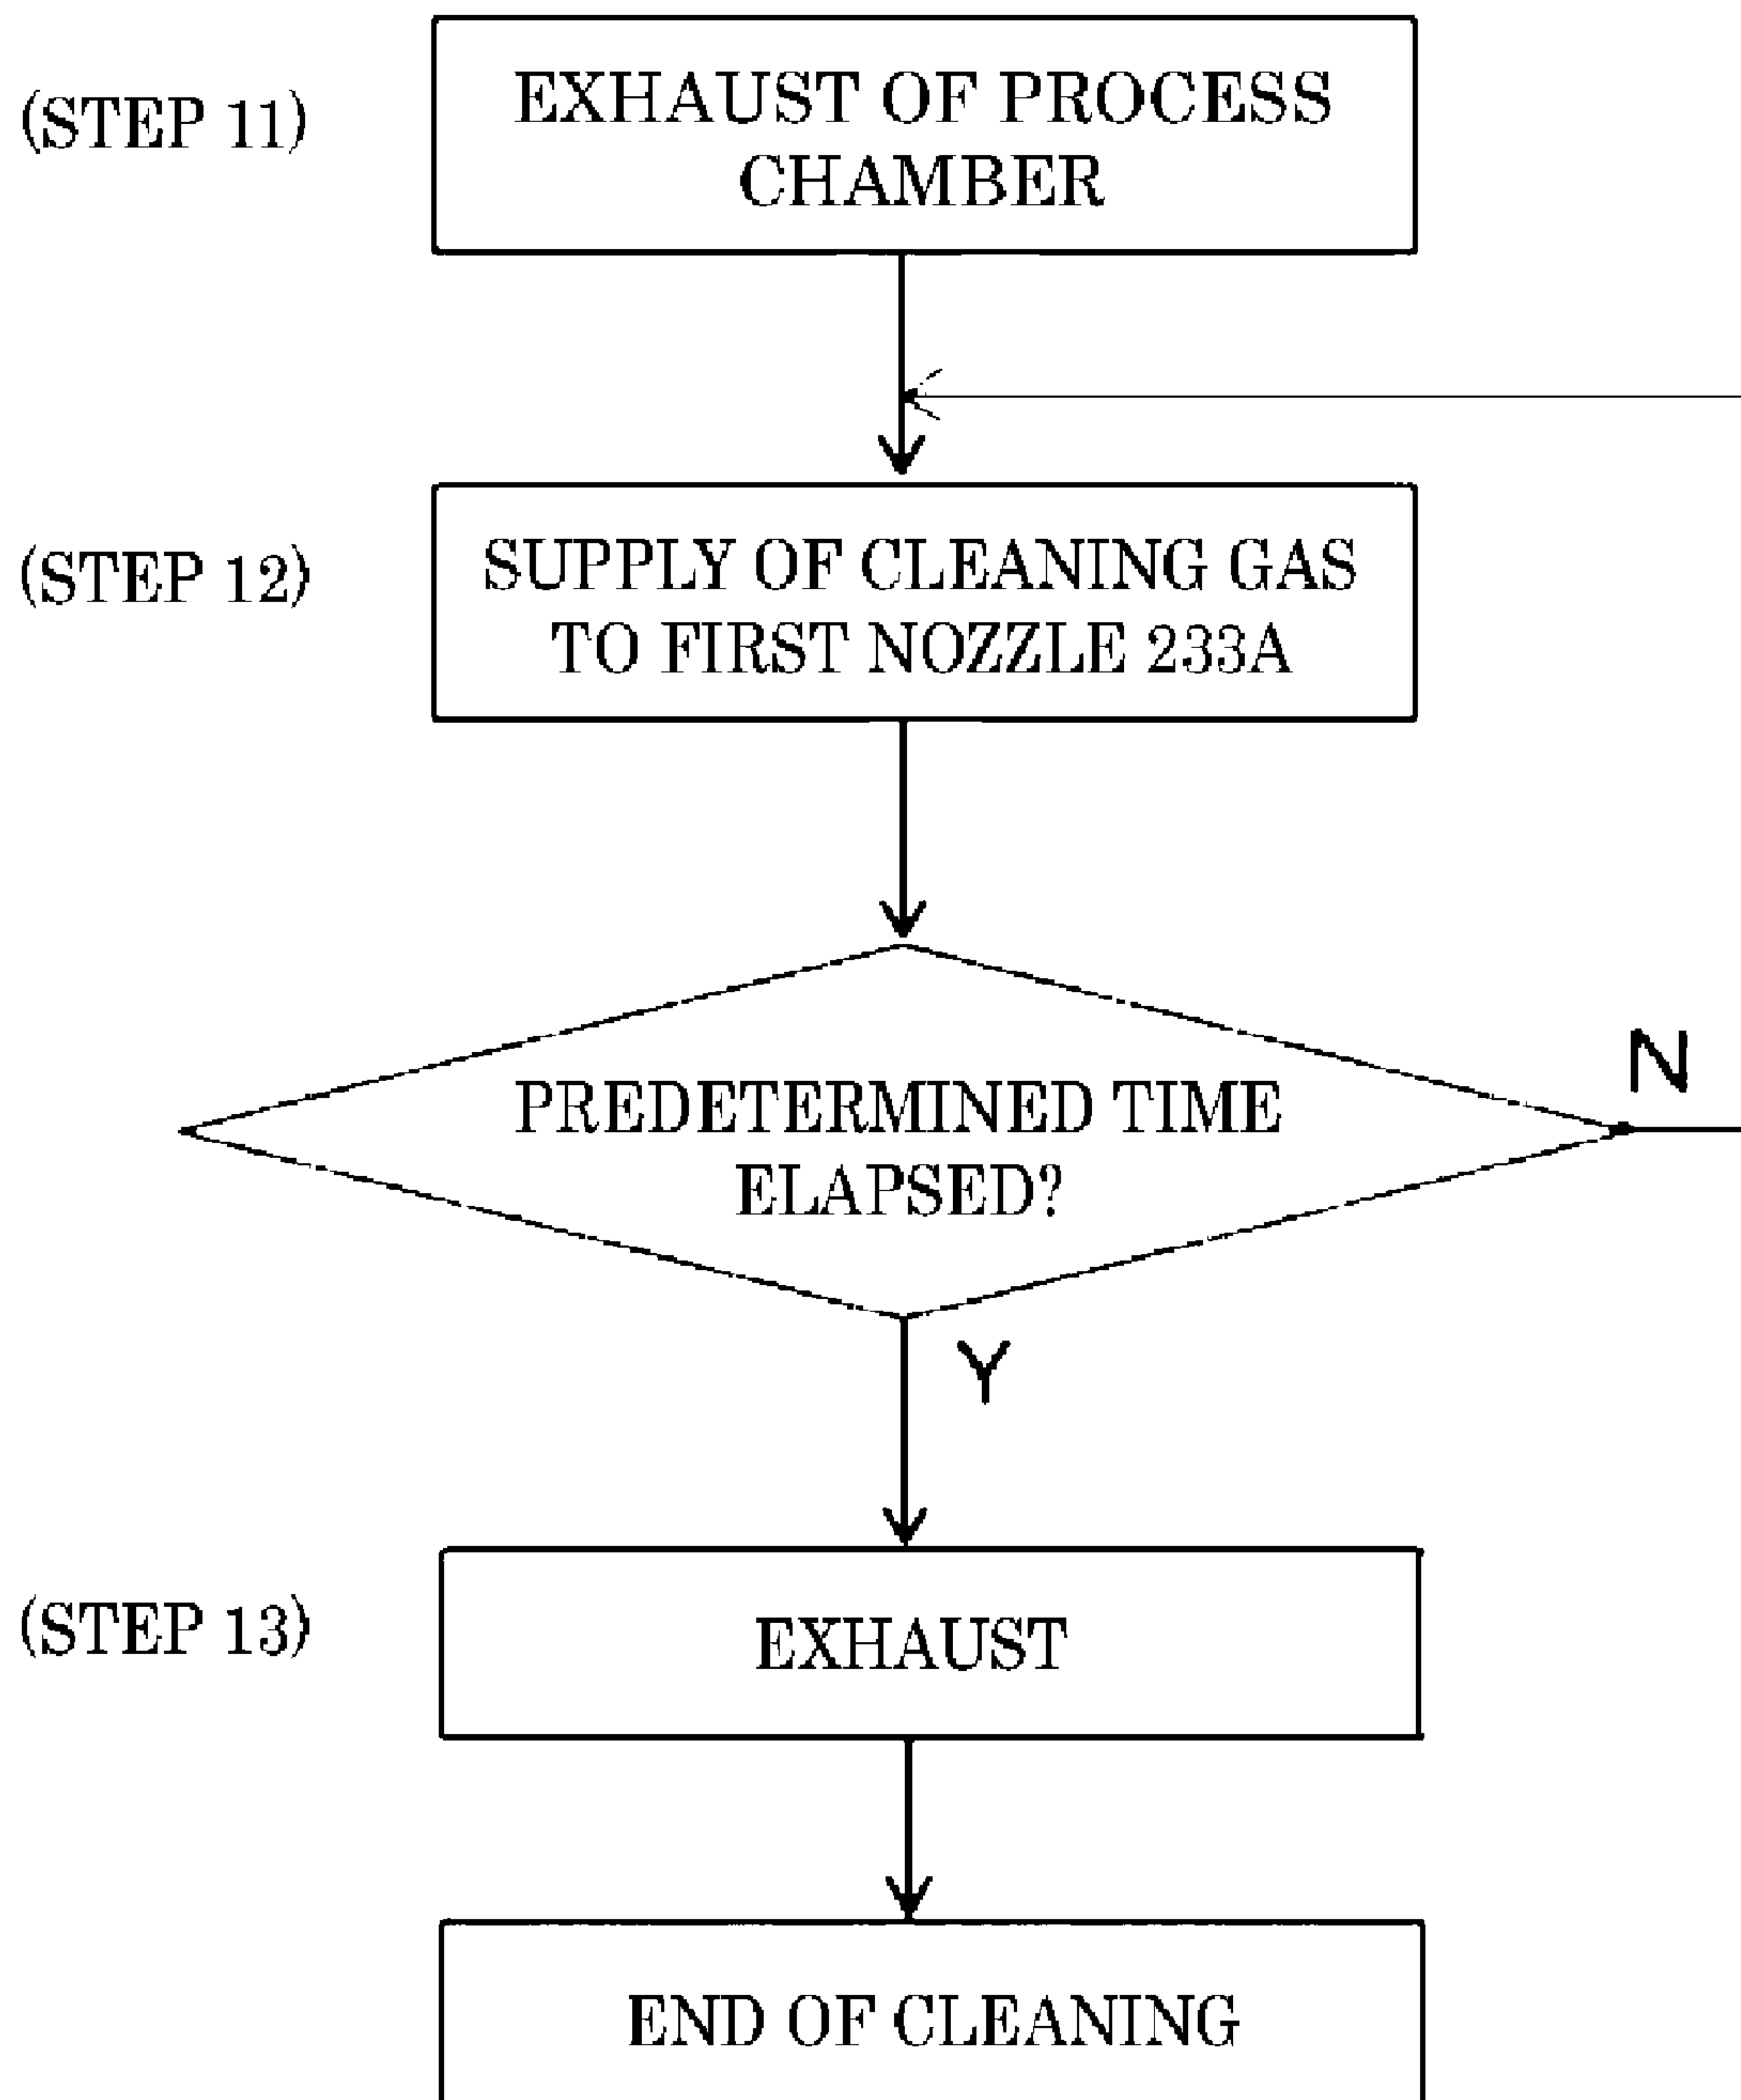 (STEP 11)
EXHAUST OF PROCESS
CHAMBER
(STEP 12)
SUPPLY OF CLEANING GAS
TO FIRST NOZZLE 233A
PREDETERMINED TIME
ELAPSED?
N
Y
(STEP 13)
EXHAUST
END OF CLEANING